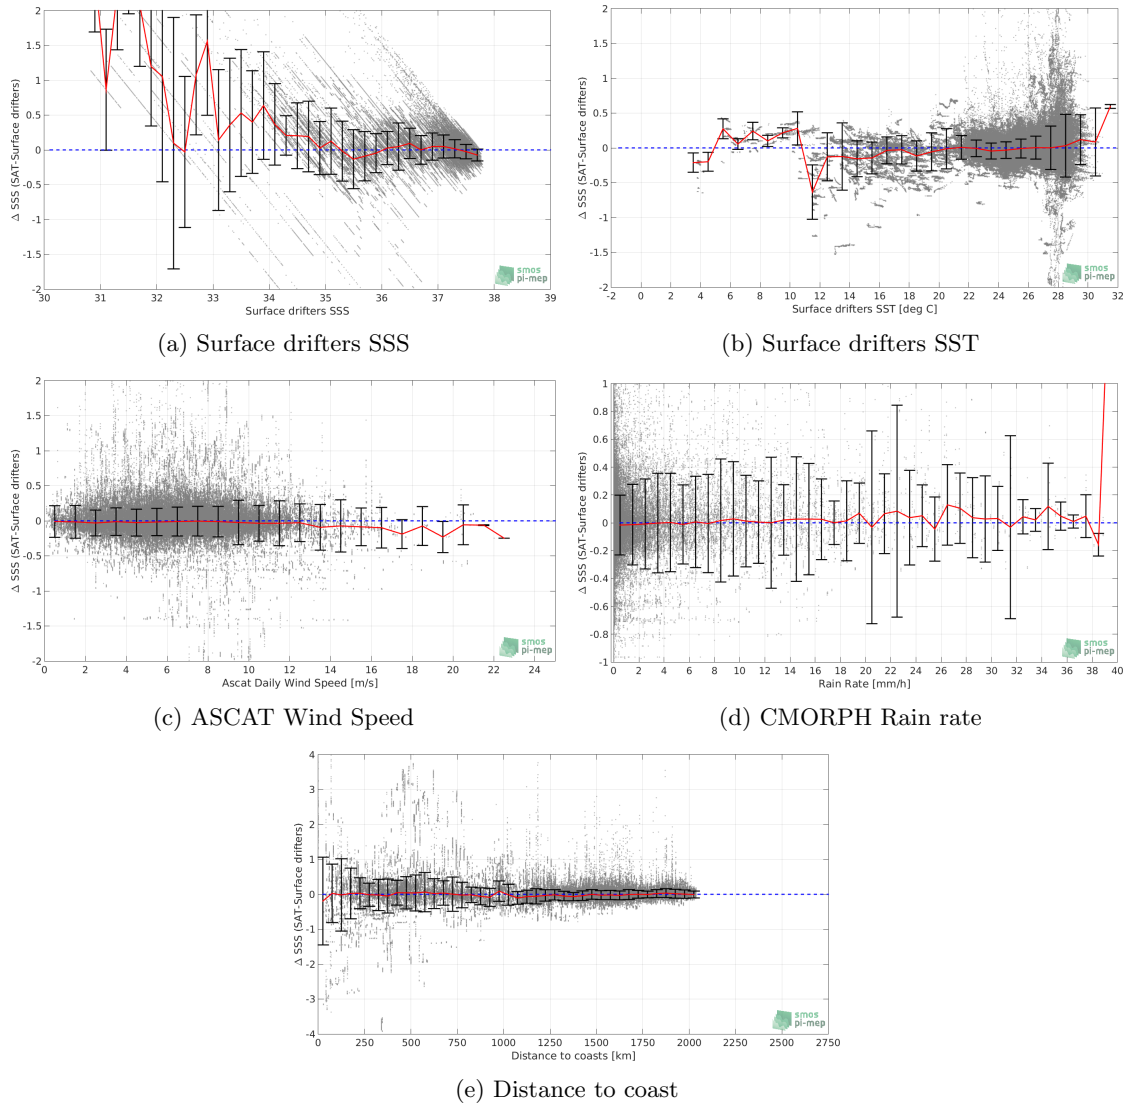 Δ SSS (SAT-Surface drifters)
2
1.5
1
0.5
0
-0.5
-1
-1.5
-2
30 31 32 33 34 35 36 37 38 39
Surface drifters SSS
smos
pi-mep
(a) Surface drifters SSS
Δ SSS (SAT-Surface drifters)
2
1.5
1
0.5
0
-0.5
-1
-1.5
-2
-2 0 2 4 6 8 10 12 14 16 18 20 22 24 26 28 30 32
Surface drifters SST [deg C]
smos
pi-mep
(b) Surface drifters SST
Δ SSS (SAT-Surface drifters)
2
1.5
1
0.5
0
-0.5
-1
-1.5
-2
0 2 4 6 8 10 12 14 16 18 20 22 24
Ascat Daily Wind Speed [m/s]
smos
pi-mep
(c) ASCAT Wind Speed
Δ SSS (SAT-Surface drifters)
1
0.8
0.6
0.4
0.2
0
-0.2
-0.4
-0.6
-0.8
-1
0 2 4 6 8 10 12 14 16 18 20 22 24 26 28 30 32 34 36 38 40
Rain Rate [mm/h]
smos
pi-mep
(d) CMORPH Rain rate
Δ SSS (SAT-Surface drifters)
4
3
2
1
0
-1
-2
-3
-4
0 250 500 750 1000 1250 1500 1750 2000 2250 2500 2750
Distance to coasts [km]
smos
pi-mep
(e) Distance to coast